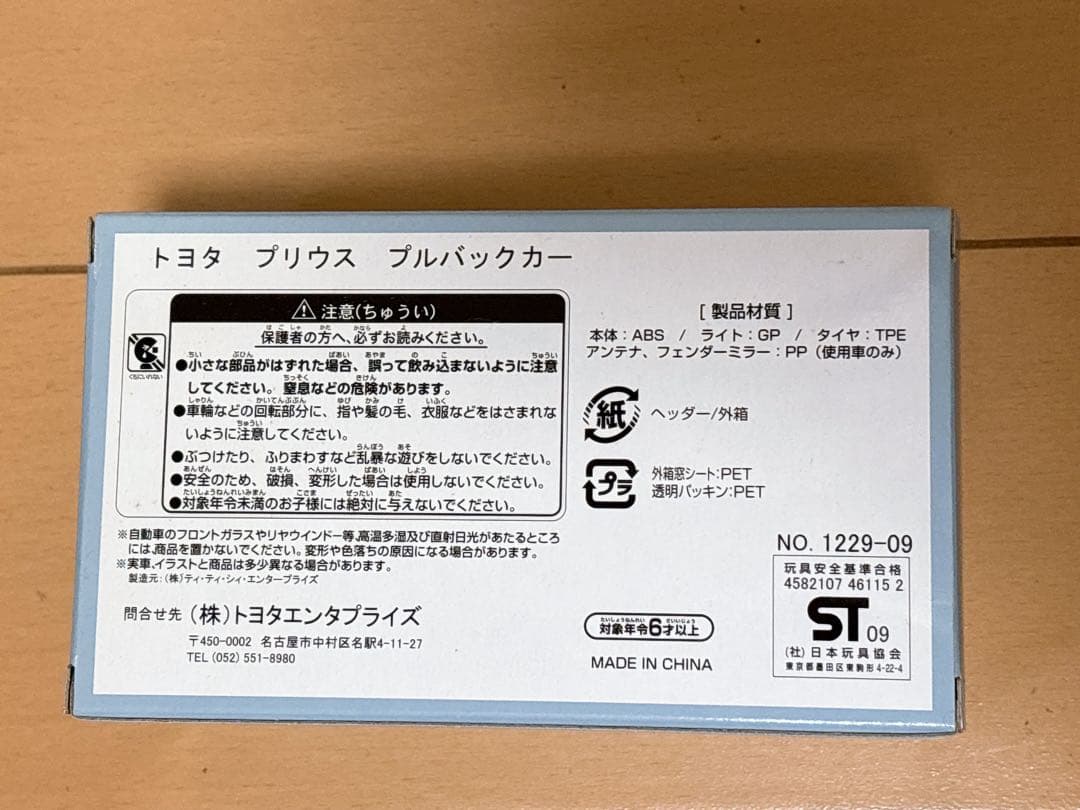 トヨタ　プリウス　プルバックカー
⚠ 注意(ちゅうい)
保護者の方へ、必ずお読みください。
くちにいれない
●小さな部品がはずれた場合、誤って飲み込まないように注意
してください。窒息などの危険があります。
●車輪などの回転部分に、指や髪の毛、衣服などをはさまれな
いように注意してください。
●ぶつけたり、ふりまわすなど乱暴な遊びをしないでください。
●安全のため、破損、変形した場合は使用しないでください。
●対象年令未満のお子様には絶対に与えないでください。
※自動車のフロントガラスやリヤウインドー等、高温多湿及び直射日光があたるところ
には、商品を置かないでください。変形や色落ちの原因になる場合があります。
※実車、イラストと商品は多少異なる場合があります。
製造元：(株)ティ・ティ・シィ・エンタープライズ
問合せ先 (株)トヨタエンタプライズ
〒450-0002 名古屋市中村区名駅4-11-27
TEL (052) 551-8980
[ 製品材質 ]
本体：ABS / ライト：GP / タイヤ：TPE
アンテナ、フェンダーミラー：PP（使用車のみ）
紙 ヘッダー/外箱
プラ 外箱窓シート：PET
透明パッキン：PET
NO. 1229-09
玩具安全基準合格
4582107 46115 2
ST 09
(社) 日本玩具協会
東京都墨田区東駒形4-22-4
対象年令6才以上
MADE IN CHINA